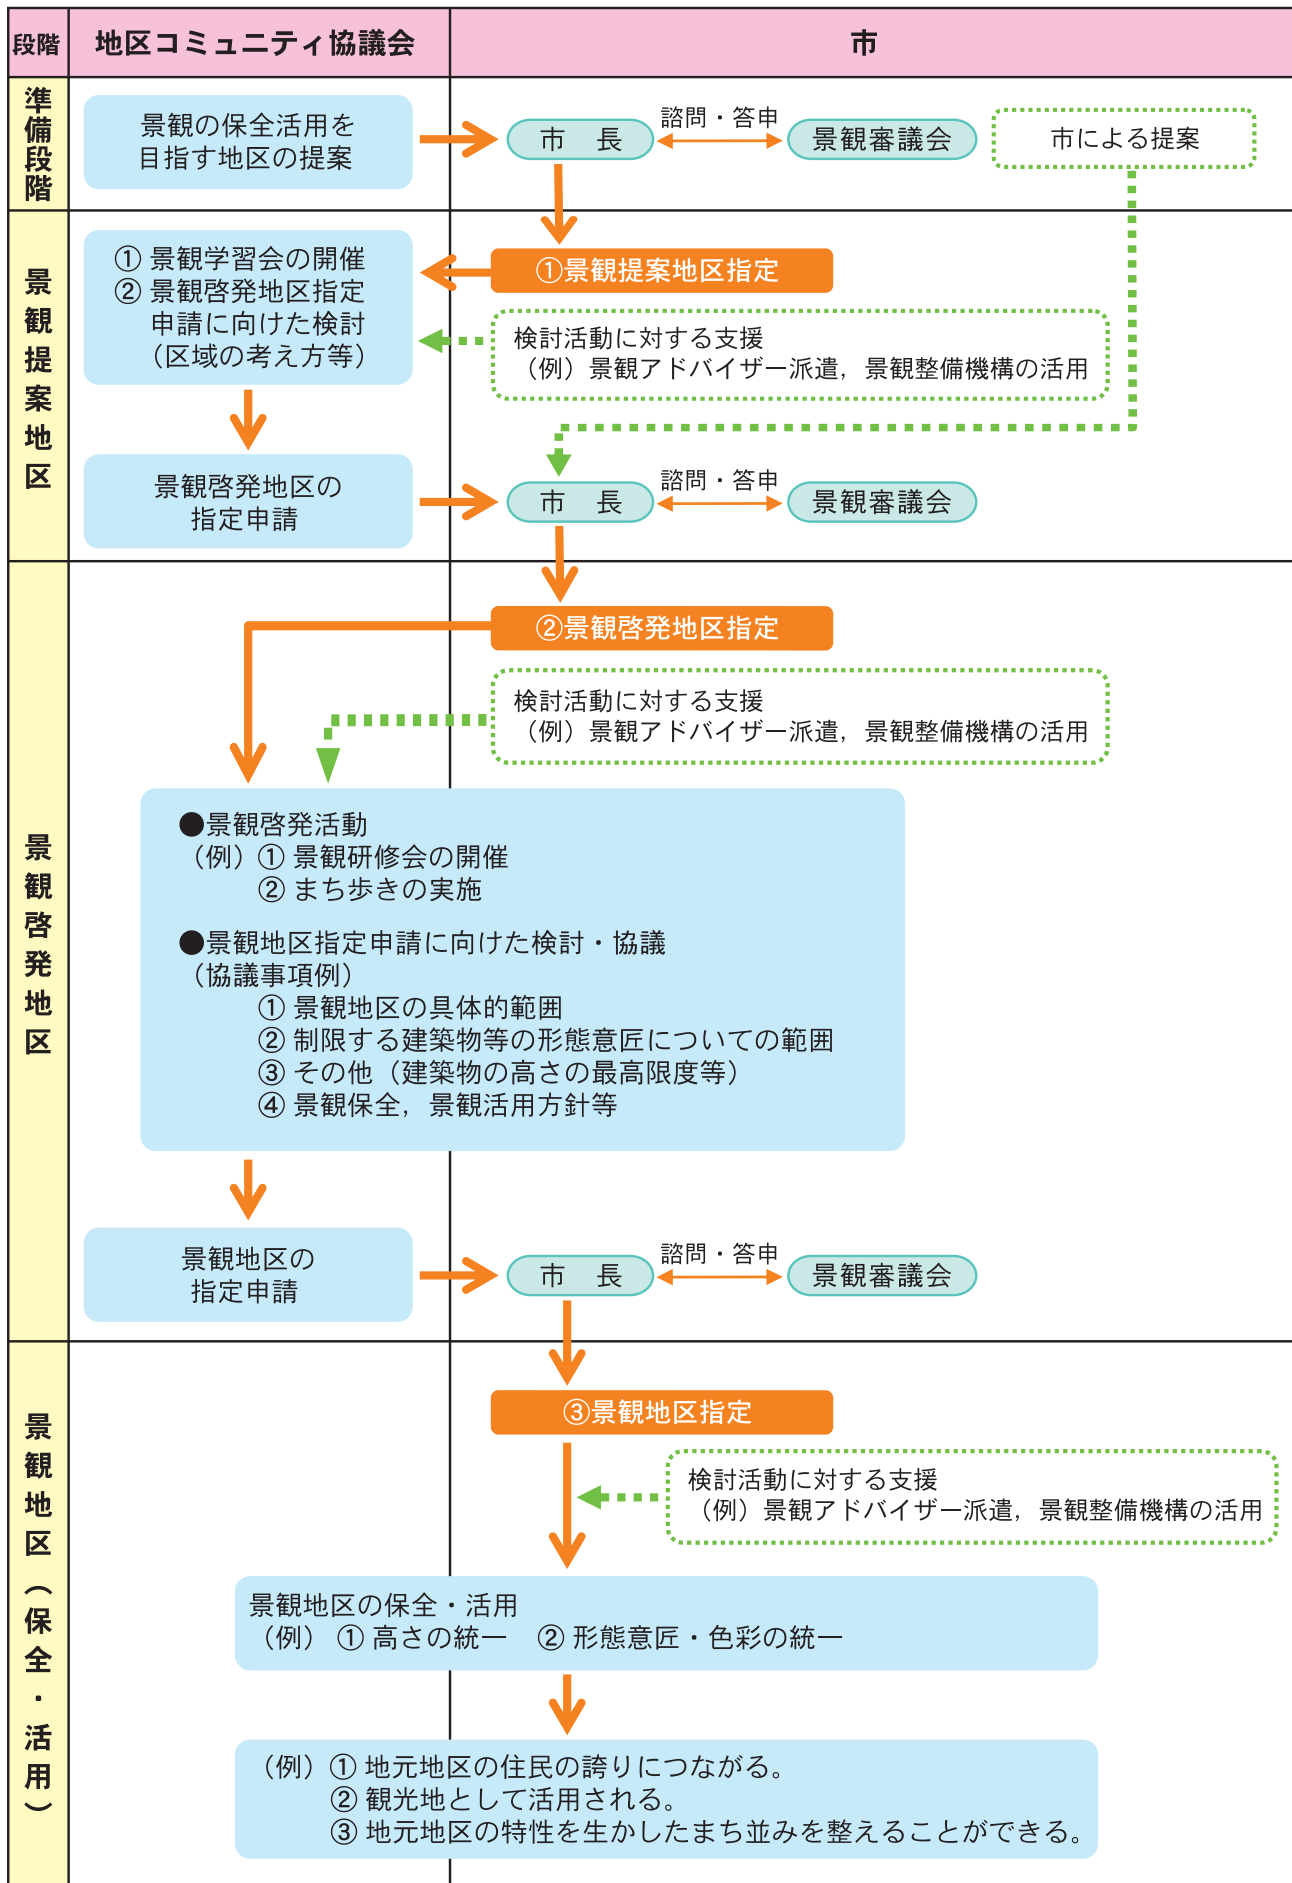 段階
地区コミュニティ協議会
市
準備段階
景観の保全活用を
目指す地区の提案
市　長
諮問・答申
景観審議会
市による提案
景観提案地区
① 景観学習会の開催
② 景観啓発地区指定
申請に向けた検討
（区域の考え方等）
①景観提案地区指定
検討活動に対する支援
（例）景観アドバイザー派遣，景観整備機構の活用
景観啓発地区の
指定申請
市　長
諮問・答申
景観審議会
景観啓発地区
②景観啓発地区指定
検討活動に対する支援
（例）景観アドバイザー派遣，景観整備機構の活用
●景観啓発活動
（例）① 景観研修会の開催
② まち歩きの実施
●景観地区指定申請に向けた検討・協議
（協議事項例）
① 景観地区の具体的範囲
② 制限する建築物等の形態意匠についての範囲
③ その他（建築物の高さの最高限度等）
④ 景観保全，景観活用方針等
景観地区の
指定申請
市　長
諮問・答申
景観審議会
景観地区（保全・活用）
③景観地区指定
検討活動に対する支援
（例）景観アドバイザー派遣，景観整備機構の活用
景観地区の保全・活用
（例） ① 高さの統一　② 形態意匠・色彩の統一
（例）① 地元地区の住民の誇りにつながる。
② 観光地として活用される。
③ 地元地区の特性を生かしたまち並みを整えることができる。